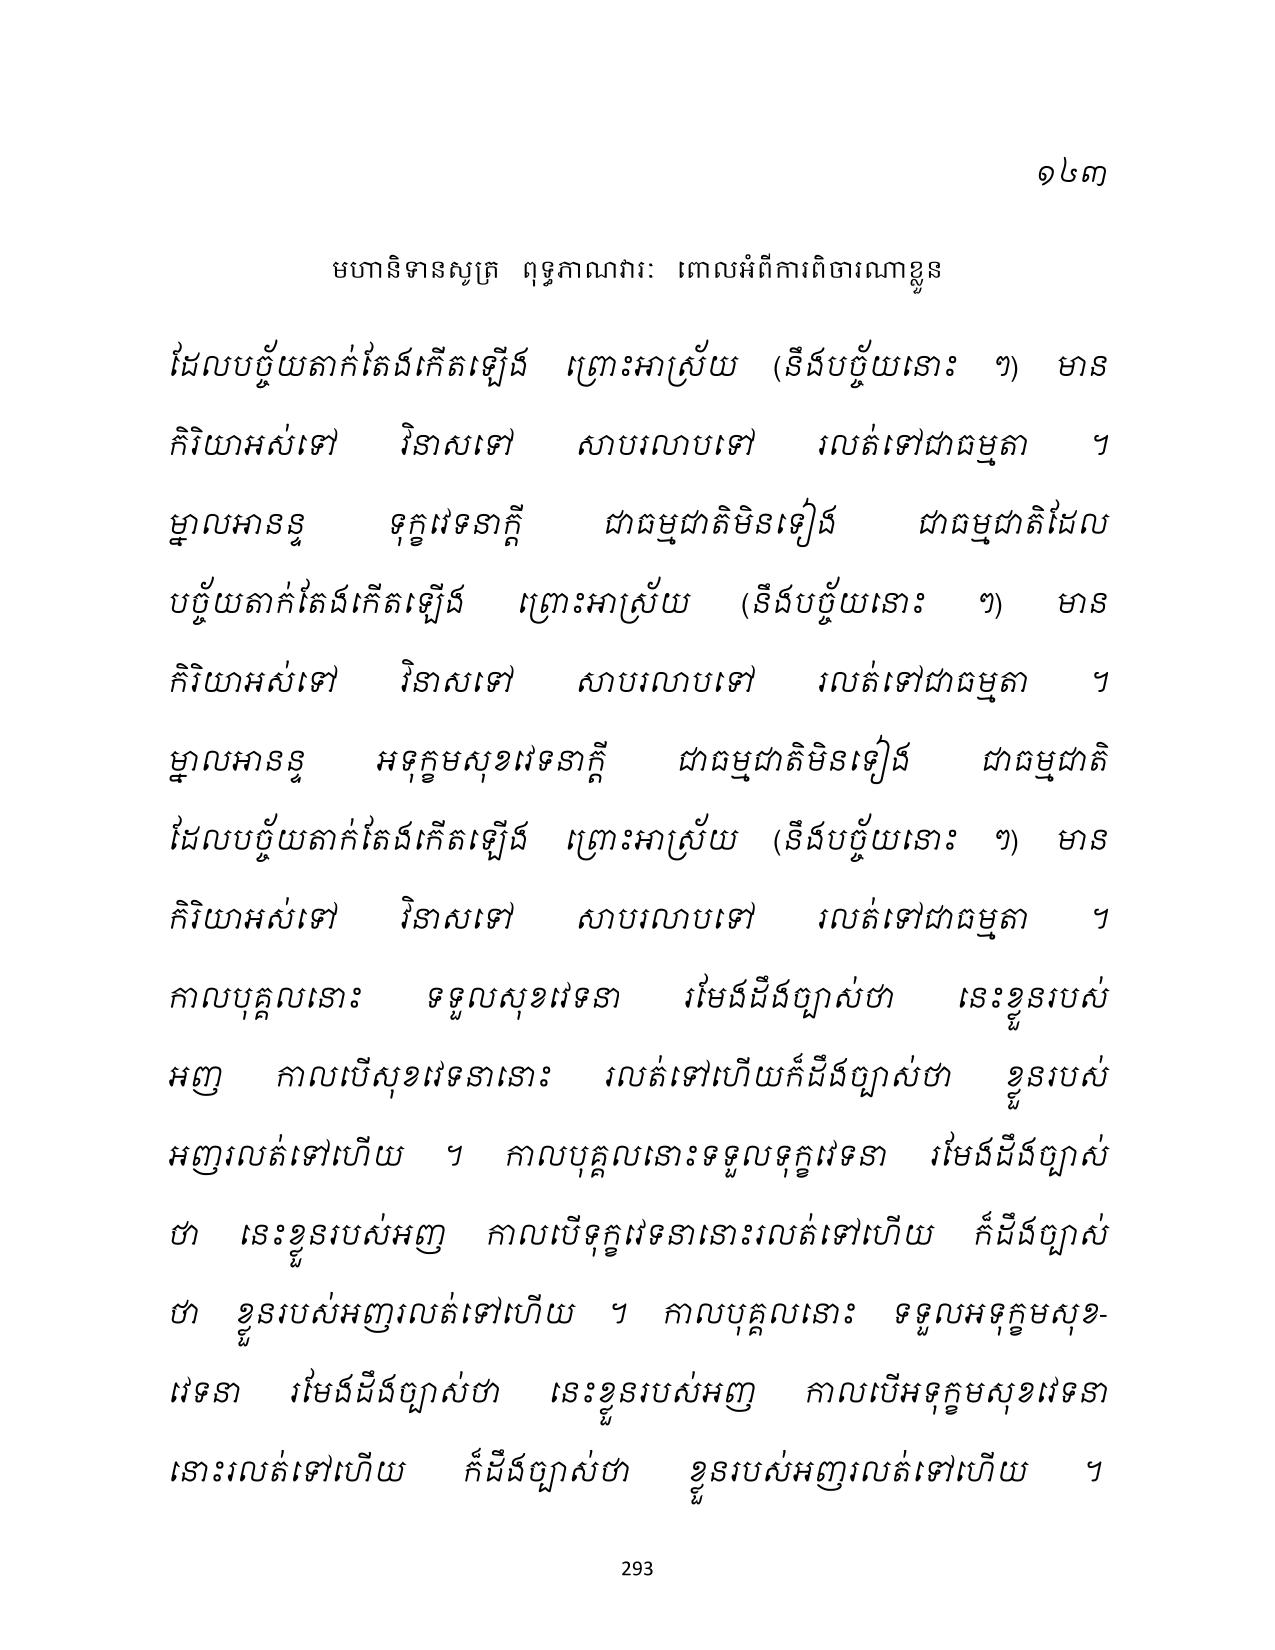 ១៤៣
មហានិទានសូត្រ ពុទ្ធភាណវារៈ ពោលអំពីការពិចារណាខ្លួន
ដែលបច្ច័យតាក់តែងកើតឡើង ព្រោះអាស្រ័យ (នឹងបច្ច័យនោះ ៗ) មាន
កិរិយាអស់ទៅ វិនាសទៅ សាបរលាបទៅ រលត់ទៅជាធម្មតា ។
ម្នាលអានន្ទ ទុក្ខវេទនាក្តី ជាធម្មជាតិមិនទៀង ជាធម្មជាតិដែល
បច្ច័យតាក់តែងកើតឡើង ព្រោះអាស្រ័យ (នឹងបច្ច័យនោះ ៗ) មាន
កិរិយាអស់ទៅ វិនាសទៅ សាបរលាបទៅ រលត់ទៅជាធម្មតា ។
ម្នាលអានន្ទ អទុក្ខមសុខវេទនាក្តី ជាធម្មជាតិមិនទៀង ជាធម្មជាតិ
ដែលបច្ច័យតាក់តែងកើតឡើង ព្រោះអាស្រ័យ (នឹងបច្ច័យនោះ ៗ) មាន
កិរិយាអស់ទៅ វិនាសទៅ សាបរលាបទៅ រលត់ទៅជាធម្មតា ។
កាលបុគ្គលនោះ ទទួលសុខវេទនា រមែងដឹងច្បាស់ថា នេះខ្លួនរបស់
អញ កាលបើសុខវេទនានោះ រលត់ទៅហើយក៏ដឹងច្បាស់ថា ខ្លួនរបស់
អញរលត់ទៅហើយ ។ កាលបុគ្គលនោះទទួលទុក្ខវេទនា រមែងដឹងច្បាស់
ថា នេះខ្លួនរបស់អញ កាលបើទុក្ខវេទនានោះរលត់ទៅហើយ ក៏ដឹងច្បាស់
ថា ខ្លួនរបស់អញរលត់ទៅហើយ ។ កាលបុគ្គលនោះ ទទួលអទុក្ខមសុខ-
វេទនា រមែងដឹងច្បាស់ថា នេះខ្លួនរបស់អញ កាលបើអទុក្ខមសុខវេទនា
នោះរលត់ទៅហើយ ក៏ដឹងច្បាស់ថា ខ្លួនរបស់អញរលត់ទៅហើយ ។
293